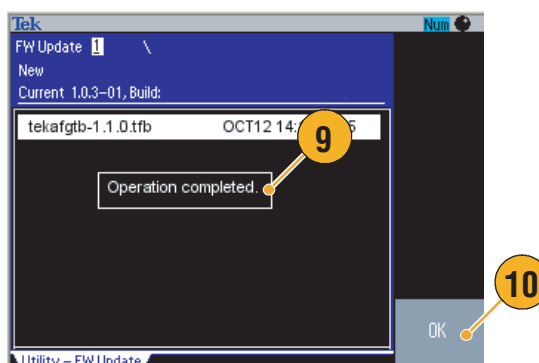 Tek
Num
FW Update 1 \
New
Current 1.0.3–01, Build:
tekafgtb-1.1.0.tfb OCT12 14: 5
9
Operation completed.
10
OK
Utility – FW Update